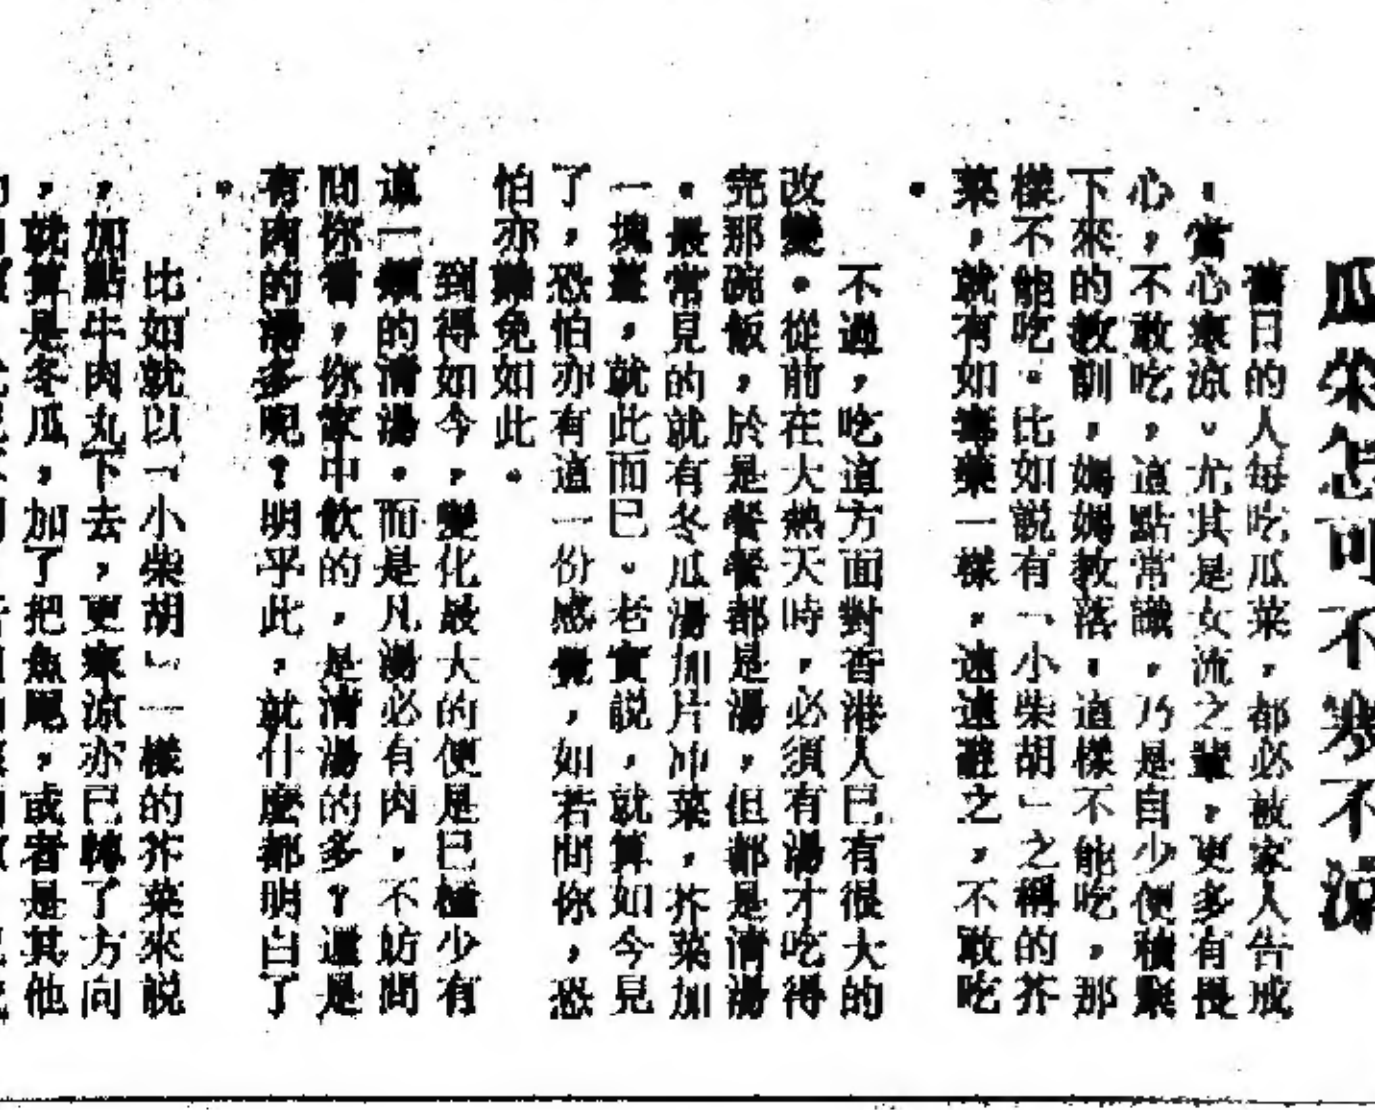 瓜菜怎可不寒不涼
舊日的人每吃瓜菜，都必被家人告戒
，當心寒涼。尤其是女流之輩，更多有畏
心，不敢吃，這點常識，乃是自少便積聚
下來的教訓，媽媽教落，這樣不能吃，那
樣不能吃。比如說有「小柴胡」之稱的芥
菜，就有如毒藥一樣，速速避之，不敢吃
。
不過，吃這方面對香港人已有很大的
改變。從前在大熱天時，必須有湯才吃得
完那碗飯，於是餐餐都是湯，但都是清湯
。最常見的就有冬瓜湯加片冲菜，芥菜加
一塊薑，就此而已。老實說，就算如今見
了，恐怕亦有這一份感覺，如若問你，恐
怕亦難免如此。
到得如今，變化最大的便是已極少有
這一類的清湯。而是凡湯必有肉，不妨問
問你看，你家中飲的，是清湯的多？還是
有肉的湯多呢？明乎此，就什麼都明白了
。
比如就以「小柴胡」一樣的芥菜來說
，加點牛肉丸下去，更寒涼亦已轉了方向
，就算是冬瓜，加了把魚尾，或者是其他